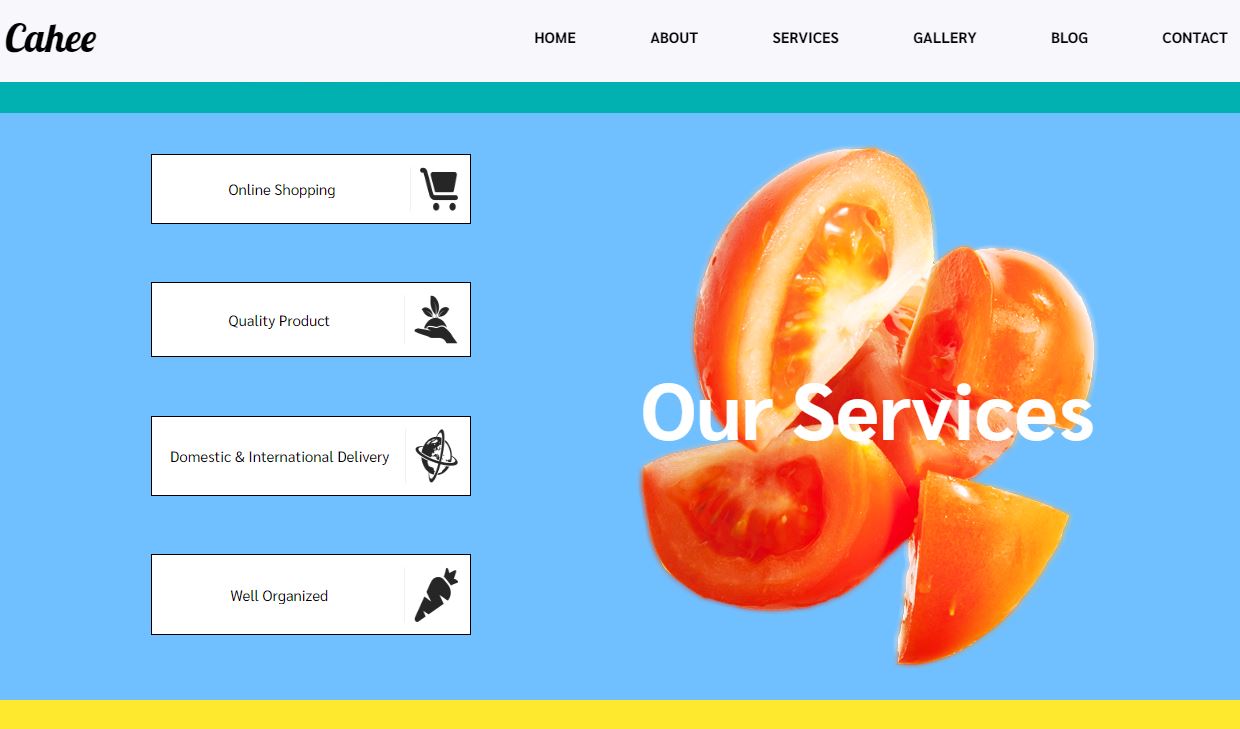 Cahee
HOME ABOUT SERVICES GALLERY BLOG CONTACT
Online Shopping
Quality Product
Domestic & International Delivery
Well Organized
Our Services